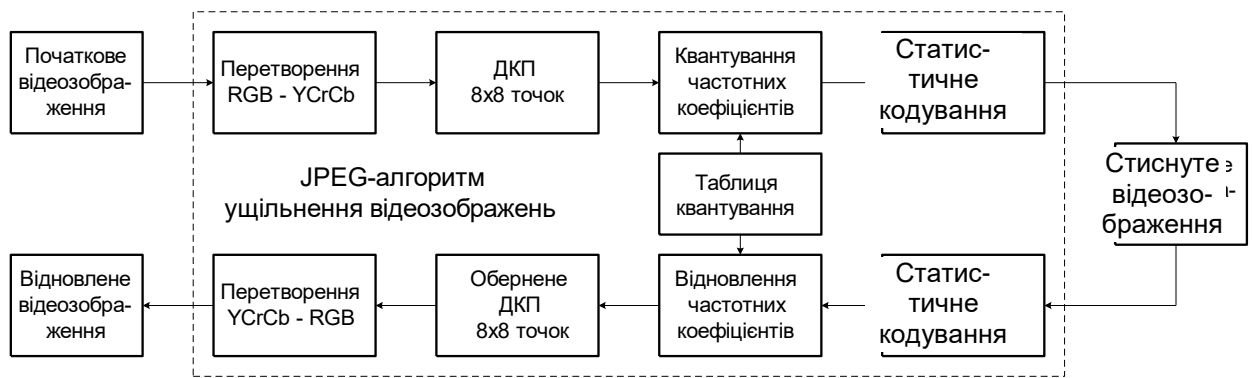 Початкове
відеозобра-
ження
Перетворення
RGB - YCrCb
ДКП
8x8 точок
Квантування
частотних
коефіцієнтів
Статис-
тичне
кодування
JPEG-алгоритм
ущільнення відеозображень
Таблиця
квантування
Стиснуте
відеозо-
браження
Відновлене
відеозобра-
ження
Перетворення
YCrCb - RGB
Обернене
ДКП
8x8 точок
Відновлення
частотних
коефіцієнтів
Статис-
тичне
кодування